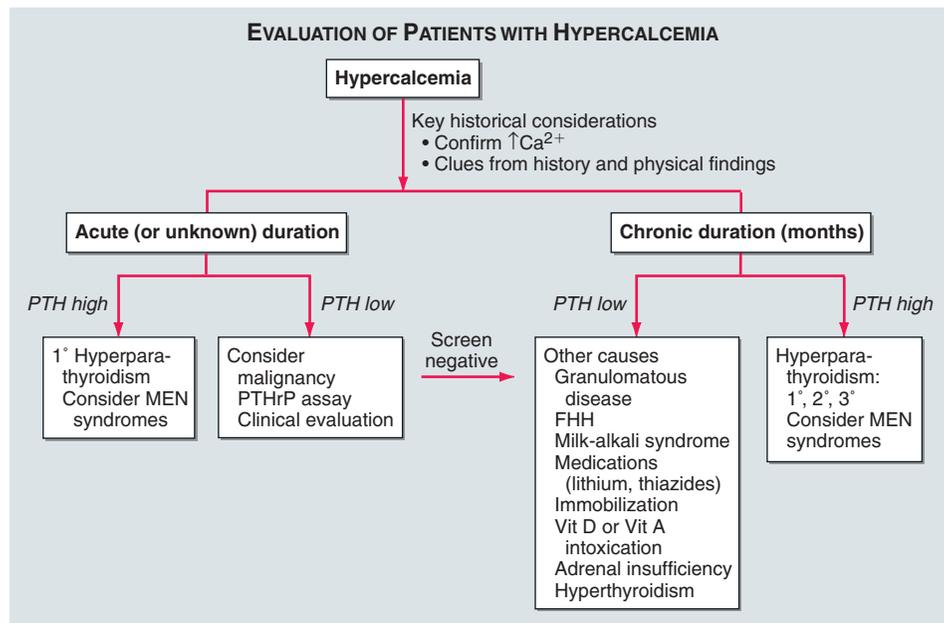 EVALUATION OF PATIENTS WITH HYPERCALCEMIA
Hypercalcemia
Key historical considerations
• Confirm ↑Ca2+
• Clues from history and physical findings
Acute (or unknown) duration
Chronic duration (months)
PTH high
PTH low
PTH low
PTH high
1° Hyperpara-
thyroidism
Consider MEN
syndromes
Consider
malignancy
PTHrP assay
Clinical evaluation
Screen
negative
Other causes
Granulomatous
disease
FHH
Milk-alkali syndrome
Medications
(lithium, thiazides)
Immobilization
Vit D or Vit A
intoxication
Adrenal insufficiency
Hyperthyroidism
Hyperpara-
thyroidism:
1°, 2°, 3°
Consider MEN
syndromes